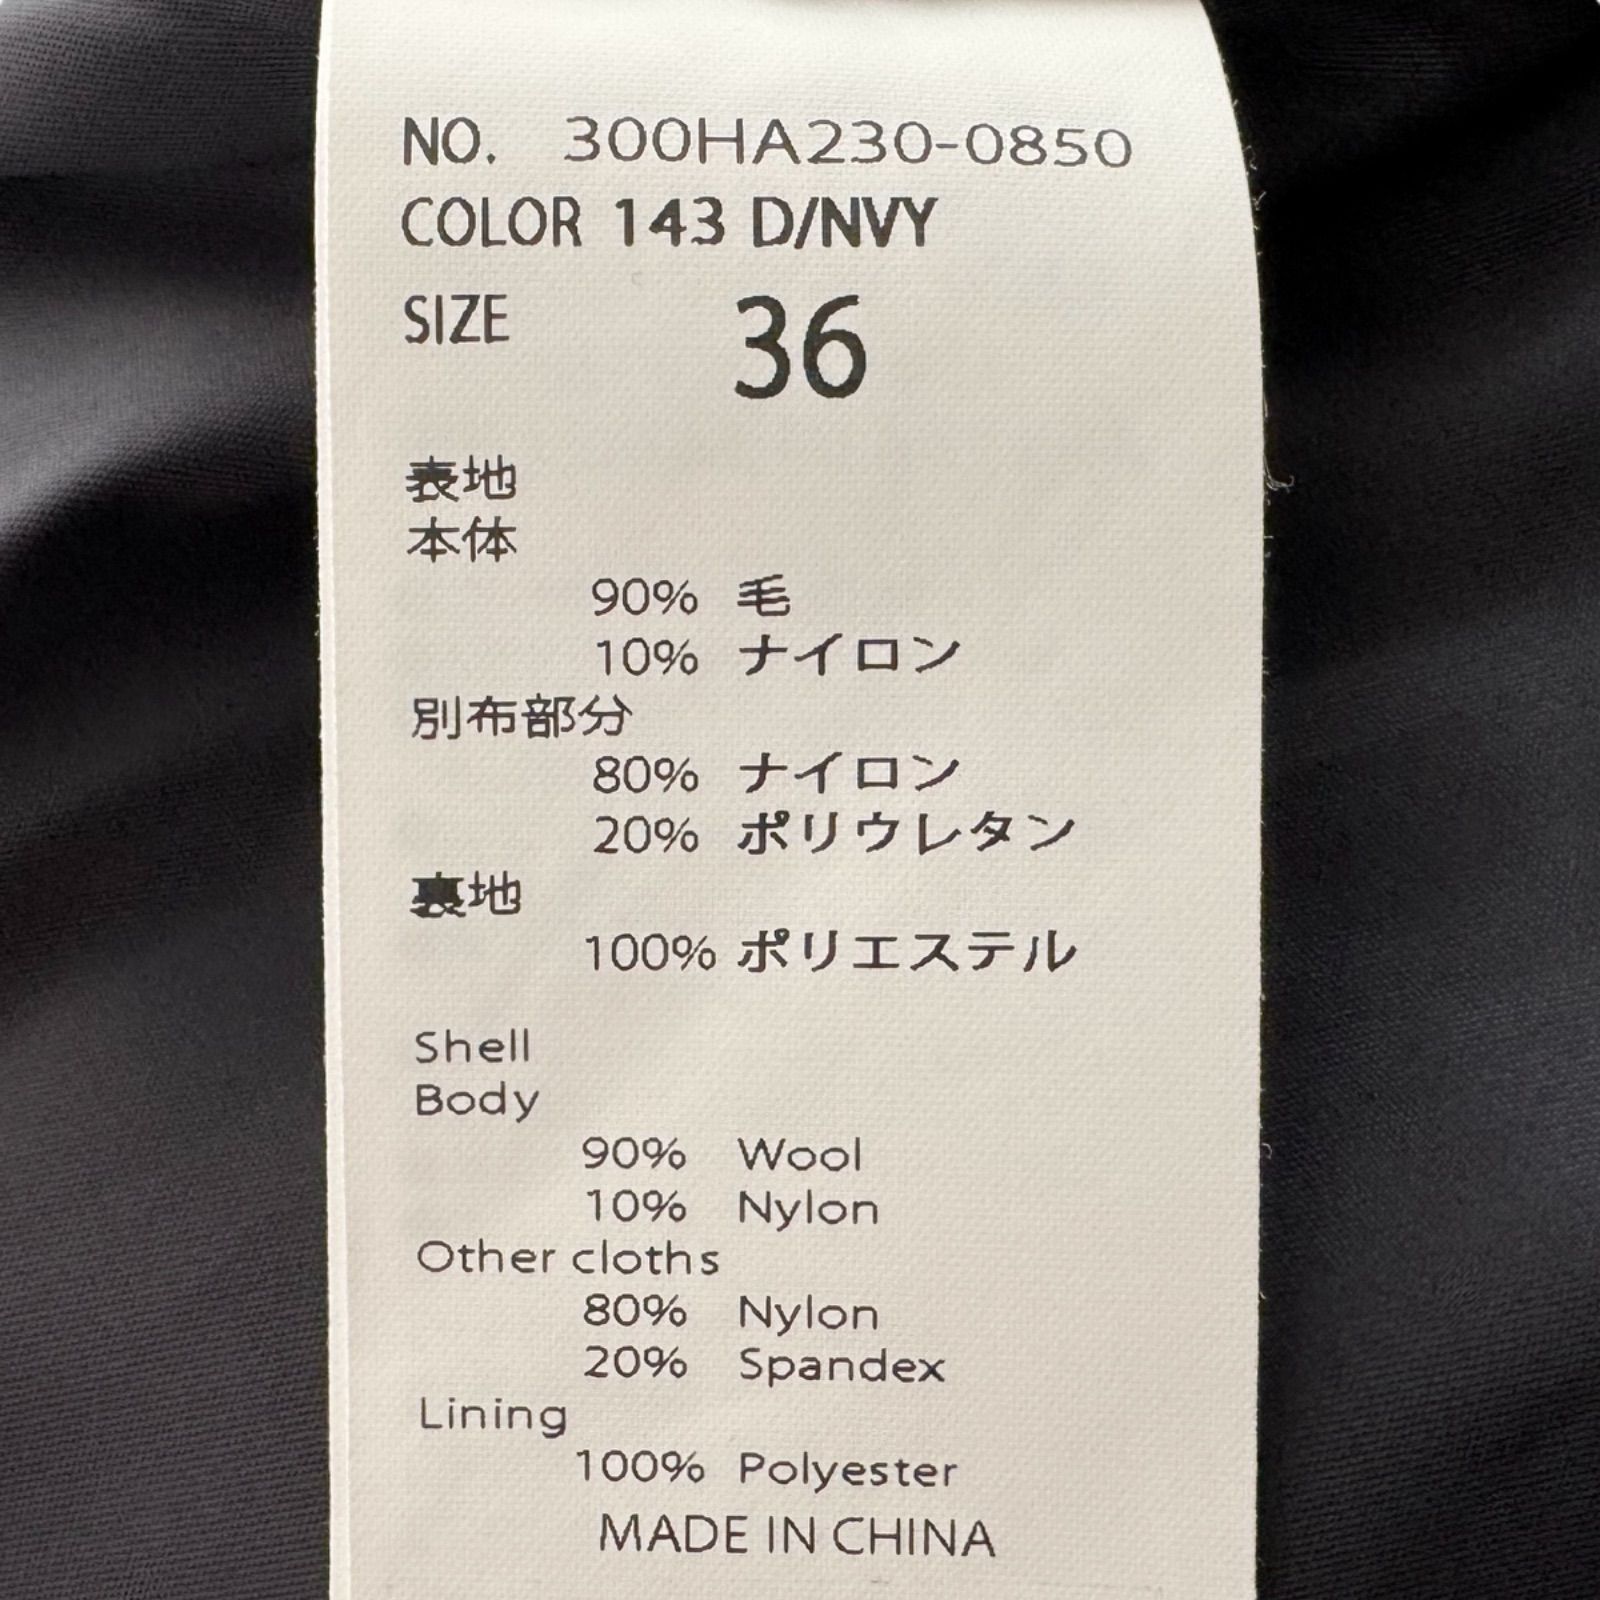 NO. 300HA230-0850
COLOR 143 D/NVY
SIZE 36
表地
本体
90% 毛
10% ナイロン
別布部分
80% ナイロン
20% ポリウレタン
裏地
100% ポリエステル
Shell
Body
90% Wool
10% Nylon
Other cloths
80% Nylon
20% Spandex
Lining
100% Polyester
MADE IN CHINA